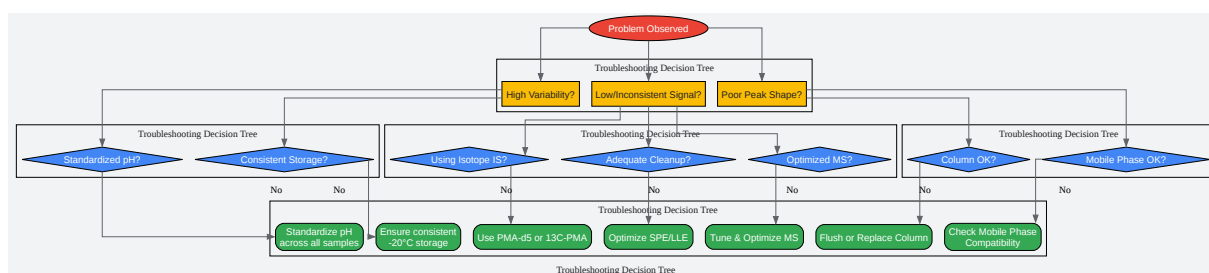 Problem Observed
Troubleshooting Decision Tree
High Variability?
Low/Inconsistent Signal?
Poor Peak Shape?
Troubleshooting Decision Tree
Troubleshooting Decision Tree
Troubleshooting Decision Tree
Standardized pH?
Consistent Storage?
Using Isotope IS?
Adequate Cleanup?
Optimized MS?
Column OK?
Mobile Phase OK?
No
No
No
No
No
No
No
Troubleshooting Decision Tree
Standardize pH
across all samples
Ensure consistent
-20°C storage
Use PMA-d5 or 13C-PMA
Optimize SPE/LLE
Tune & Optimize MS
Flush or Replace Column
Check Mobile Phase
Compatibility
Troubleshooting Decision Tree